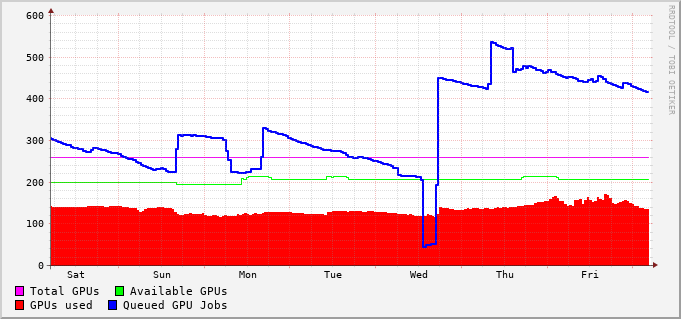 600
500
400
300
200
100
0
Sat Sun Mon Tue Wed Thu Fri
Total GPUs Available GPUs
GPUs used Queued GPU Jobs
RRDTOOL / TOBI OETIKER